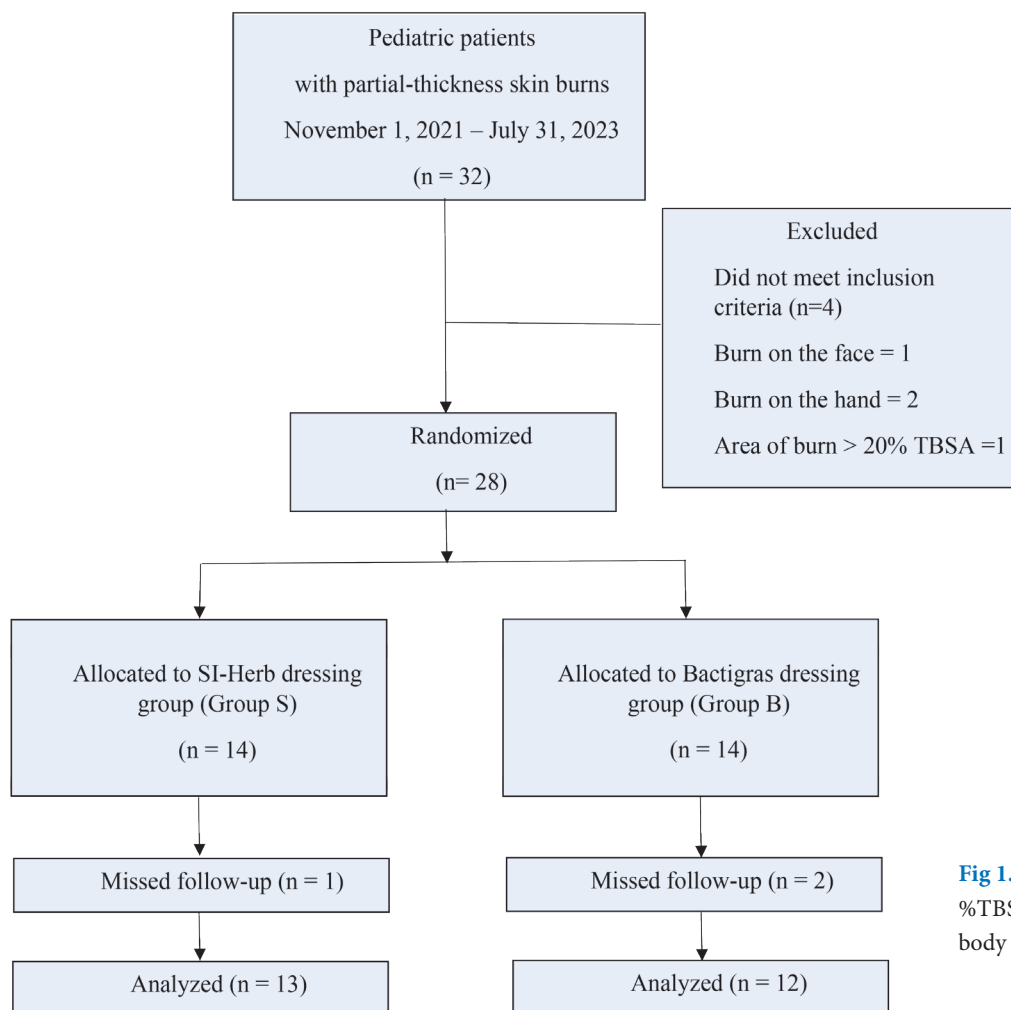 Pediatric patients
with partial-thickness skin burns
November 1, 2021 – July 31, 2023
(n = 32)
Excluded
Did not meet inclusion
criteria (n=4)
Burn on the face = 1
Burn on the hand = 2
Area of burn > 20% TBSA =1
Randomized
(n= 28)
Allocated to SI-Herb dressing
group (Group S)
(n = 14)
Allocated to Bactigras dressing
group (Group B)
(n = 14)
Missed follow-up (n = 1)
Missed follow-up (n = 2)
Analyzed (n = 13)
Analyzed (n = 12)
Fig 1.
%TBS
body